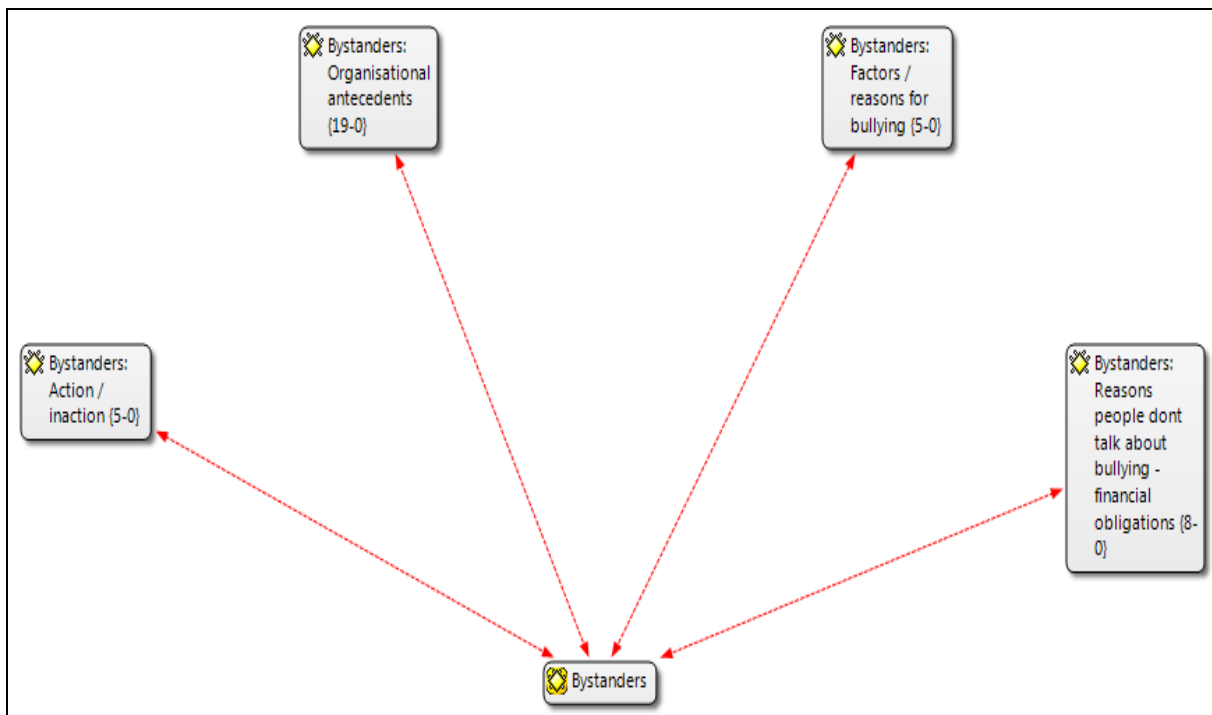 Bystanders:
Organisational
antecedents
{19-0}
Bystanders:
Factors /
reasons for
bullying {5-0}
Bystanders:
Action /
inaction {5-0}
Bystanders:
Reasons
people dont
talk about
bullying -
financial
obligations {8-
0}
Bystanders